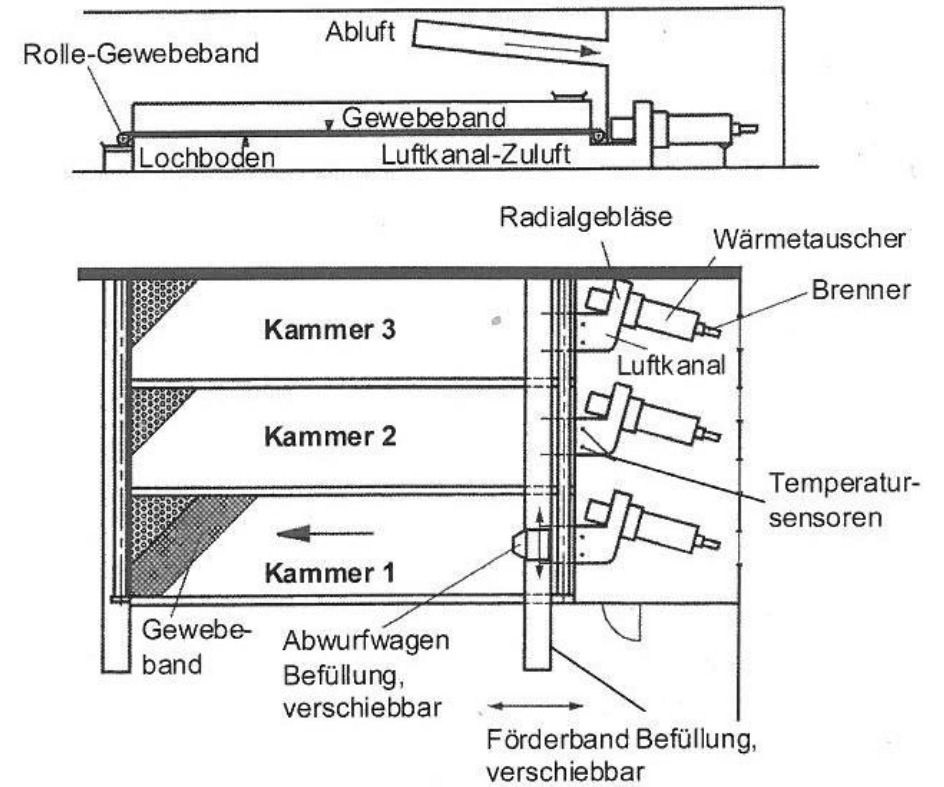 Abluft
Rolle-Gewebeband
Gewebeband
Lochboden
Luftkanal-Zuluft
Radialgebläse
Wärmetauscher
Brenner
Kammer 3
Luftkanal
Kammer 2
Temperatur-
sensoren
Kammer 1
Gewebe-
band
Abwurfwagen
Befüllung,
verschiebbar
Förderband Befüllung,
verschiebbar